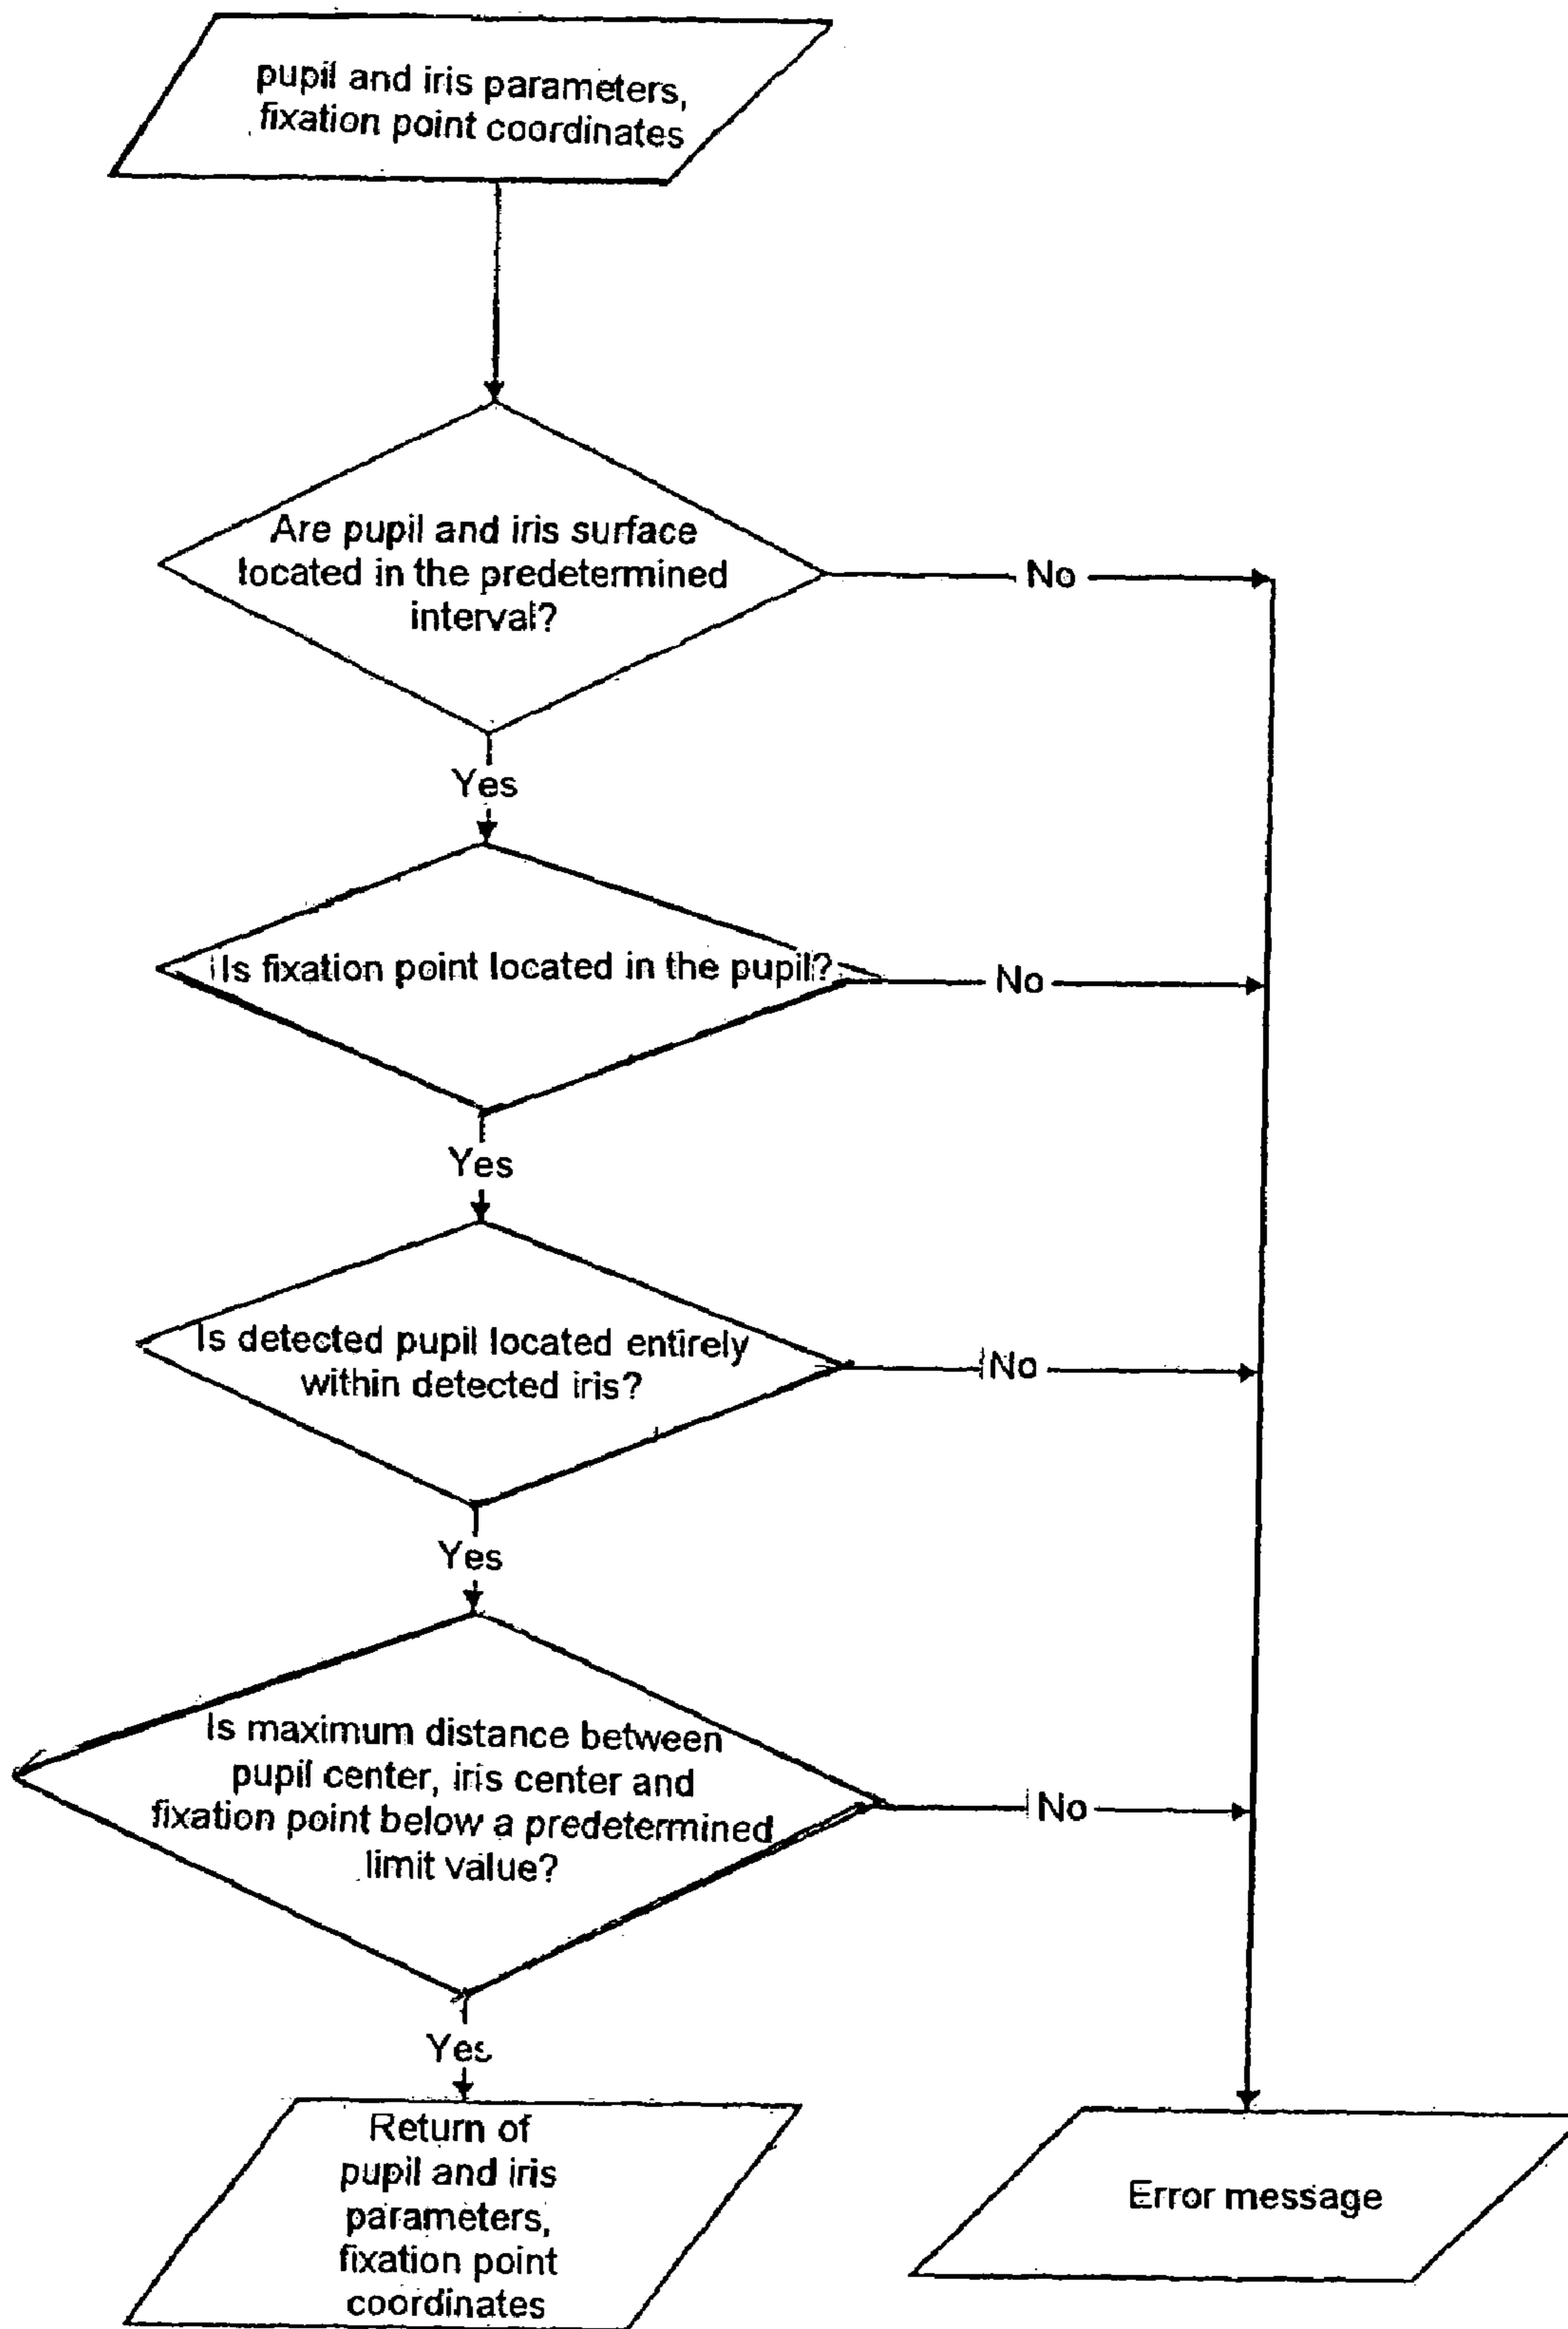 pupil and iris parameters,
fixation point coordinates
Are pupil and iris surface
located in the predetermined
interval?
No
Yes
Is fixation point located in the pupil?
No
Yes
Is detected pupil located entirely
within detected iris?
No
Yes
Is maximum distance between
pupil center, iris center and
fixation point below a predetermined
limit value?
No
Yes
Return of
pupil and iris
parameters,
fixation point
coordinates
Error message